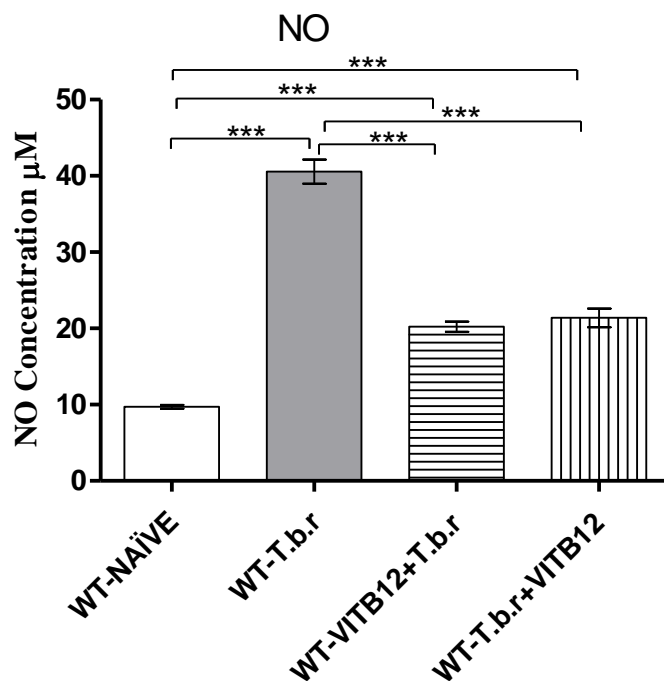 NO
***
***
***
***
***
NO Concentration µM
50
40
30
20
10
0
WT-NAÏVE
WT-T.b.r
WT-VITB12+T.b.r
WT-T.b.r+VITB12